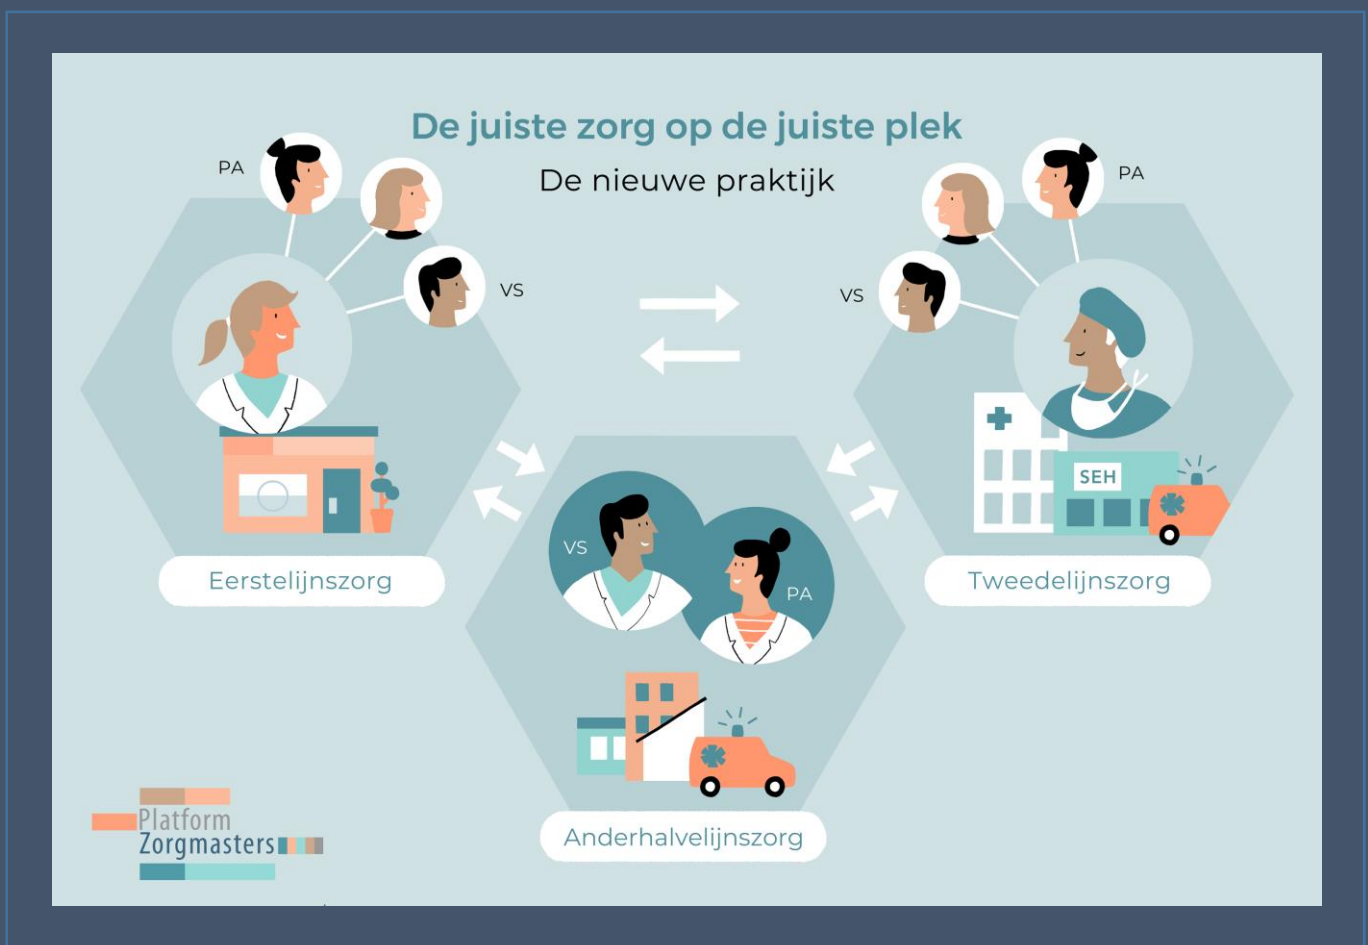 De juiste zorg op de juiste plek
De nieuwe praktijk
PA
VS
PA
VS
SEH
Eerstelijnszorg
Tweedelijnszorg
VS
PA
Anderhalvelijnszorg
Platform
Zorgmasters